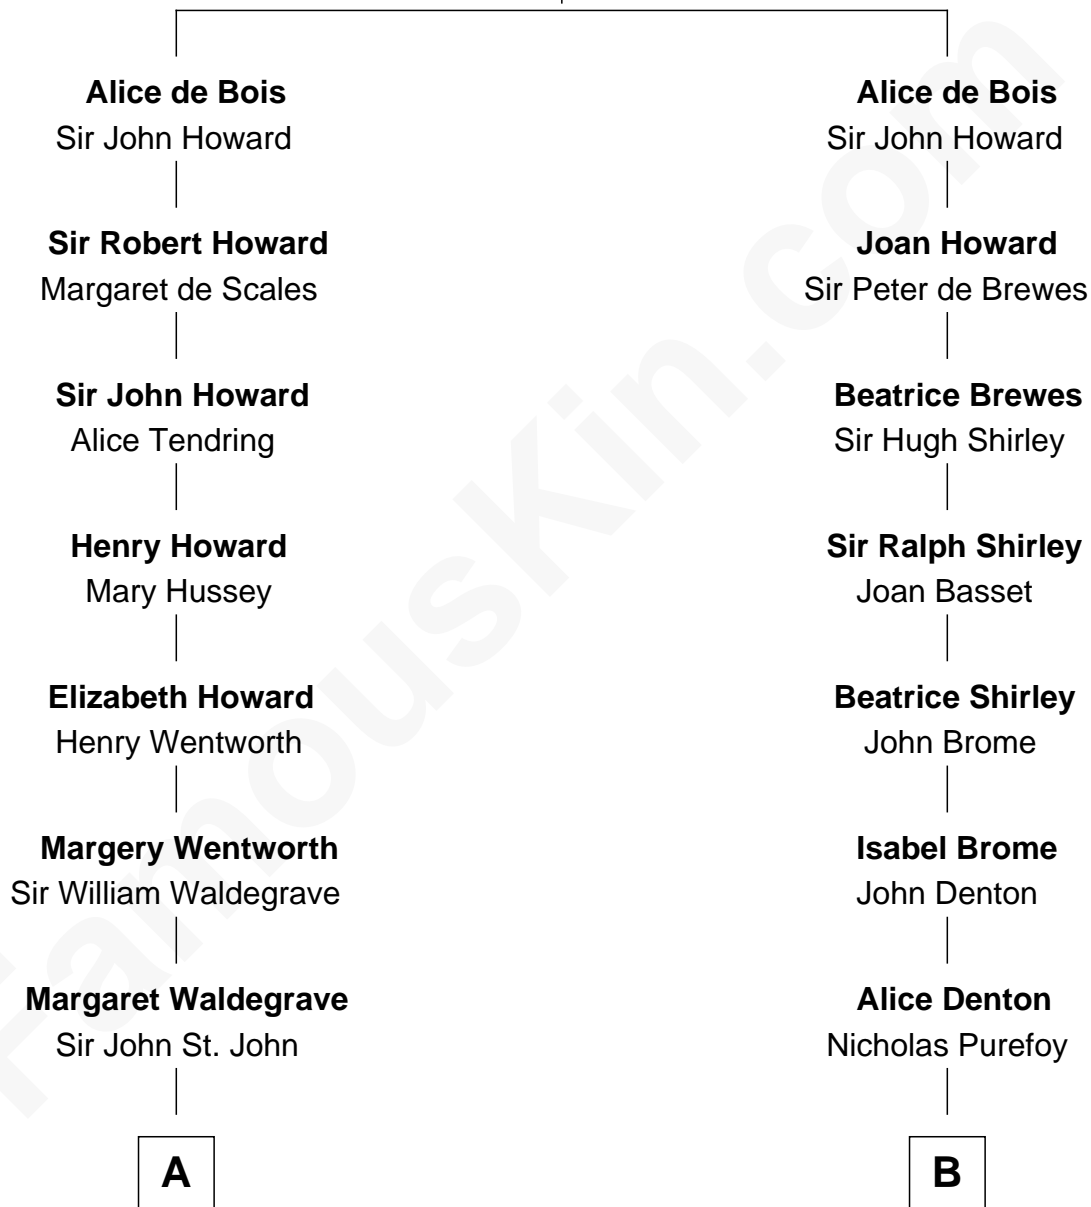 Alice de Bois
Sir John Howard
Sir Robert Howard
Margaret de Scales
Sir John Howard
Alice Tendring
Henry Howard
Mary Hussey
Elizabeth Howard
Henry Wentworth
Margery Wentworth
Sir William Waldegrave
Margaret Waldegrave
Sir John St. John
A
Alice de Bois
Sir John Howard
Joan Howard
Sir Peter de Brewes
Beatrice Brewes
Sir Hugh Shirley
Sir Ralph Shirley
Joan Basset
Beatrice Shirley
John Brome
Isabel Brome
John Denton
Alice Denton
Nicholas Purefoy
B
FamousKin.com